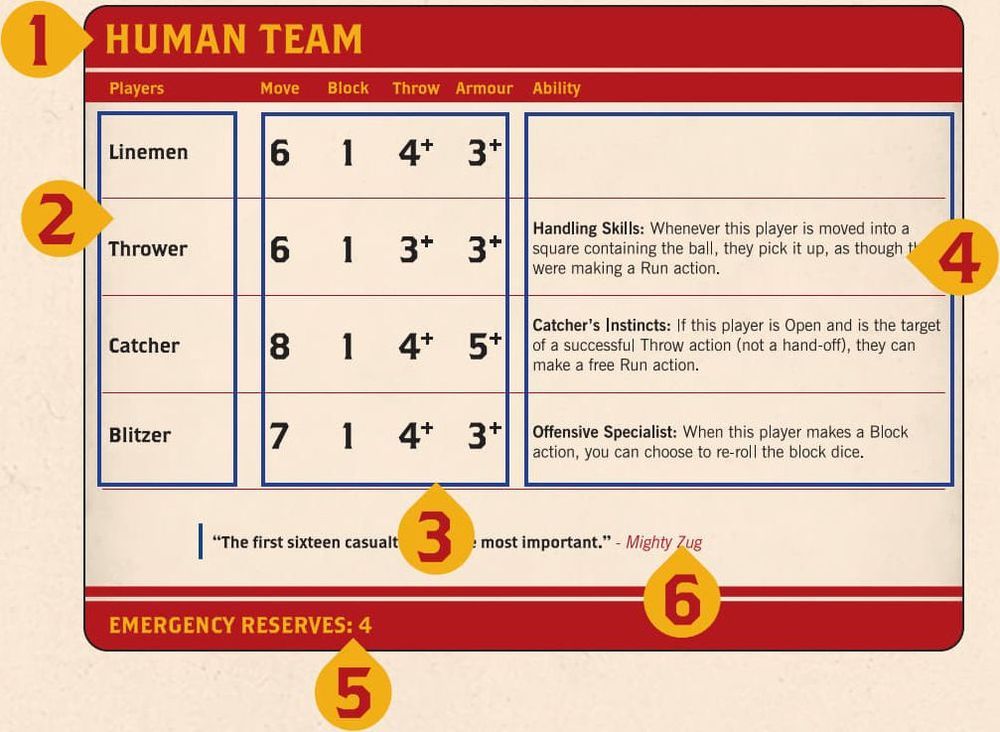 1 HUMAN TEAM
Players Move Block Throw Armour Ability
Linemen 6 1 4+ 3+
2
Handling Skills: Whenever this player is moved into a
Thrower 6 1 3+ 3+ square containing the ball, they pick it up, as though
were making a Run action.
4
Catcher's Instincts: If this player is Open and is the target
Catcher 8 1 4+ 5+ of a successful Throw action (not a hand-off), they can
make a free Run action.
Blitzer 7 1 4+ 3+ Offensive Specialist: When this player makes a Block
action, you can choose to re-roll the block dice.
3
“The first sixteen most important.” - Mighty Zug
6
EMERGENCY RESERVES: 4
5